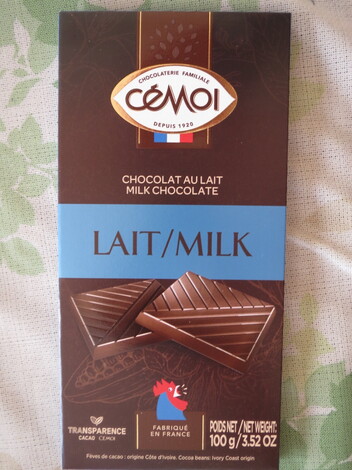 CHOCOLATERIE FAMILIALE
CÉMOI
DEPUIS 1920
CHOCOLAT AU LAIT
MILK CHOCOLATE
LAIT/MILK
TRANSPARENCE
CACAO CÉMOI
FABRIQUÉ
EN FRANCE
POIDS NET / NET WEIGHT:
100 g / 3.52 OZ
Fèves de cacao : origine Côte d'Ivoire. Cocoa beans: Ivory Coast origin